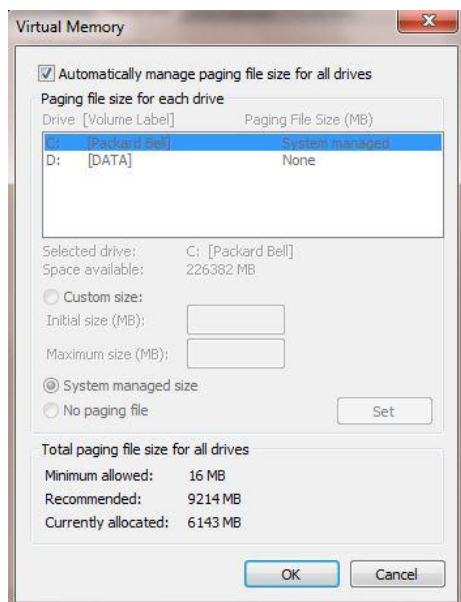 Virtual Memory
Automatically manage paging file size for all drives
Paging file size for each drive
Drive [Volume Label] Paging File Size (MB)
C: [Packard Bell] System managed
D: [DATA] None
Selected drive: C: [Packard Bell]
Space available: 226382 MB
Custom size:
Initial size (MB):
Maximum size (MB):
System managed size
No paging file
Set
Total paging file size for all drives
Minimum allowed: 16 MB
Recommended: 9214 MB
Currently allocated: 6143 MB
OK Cancel